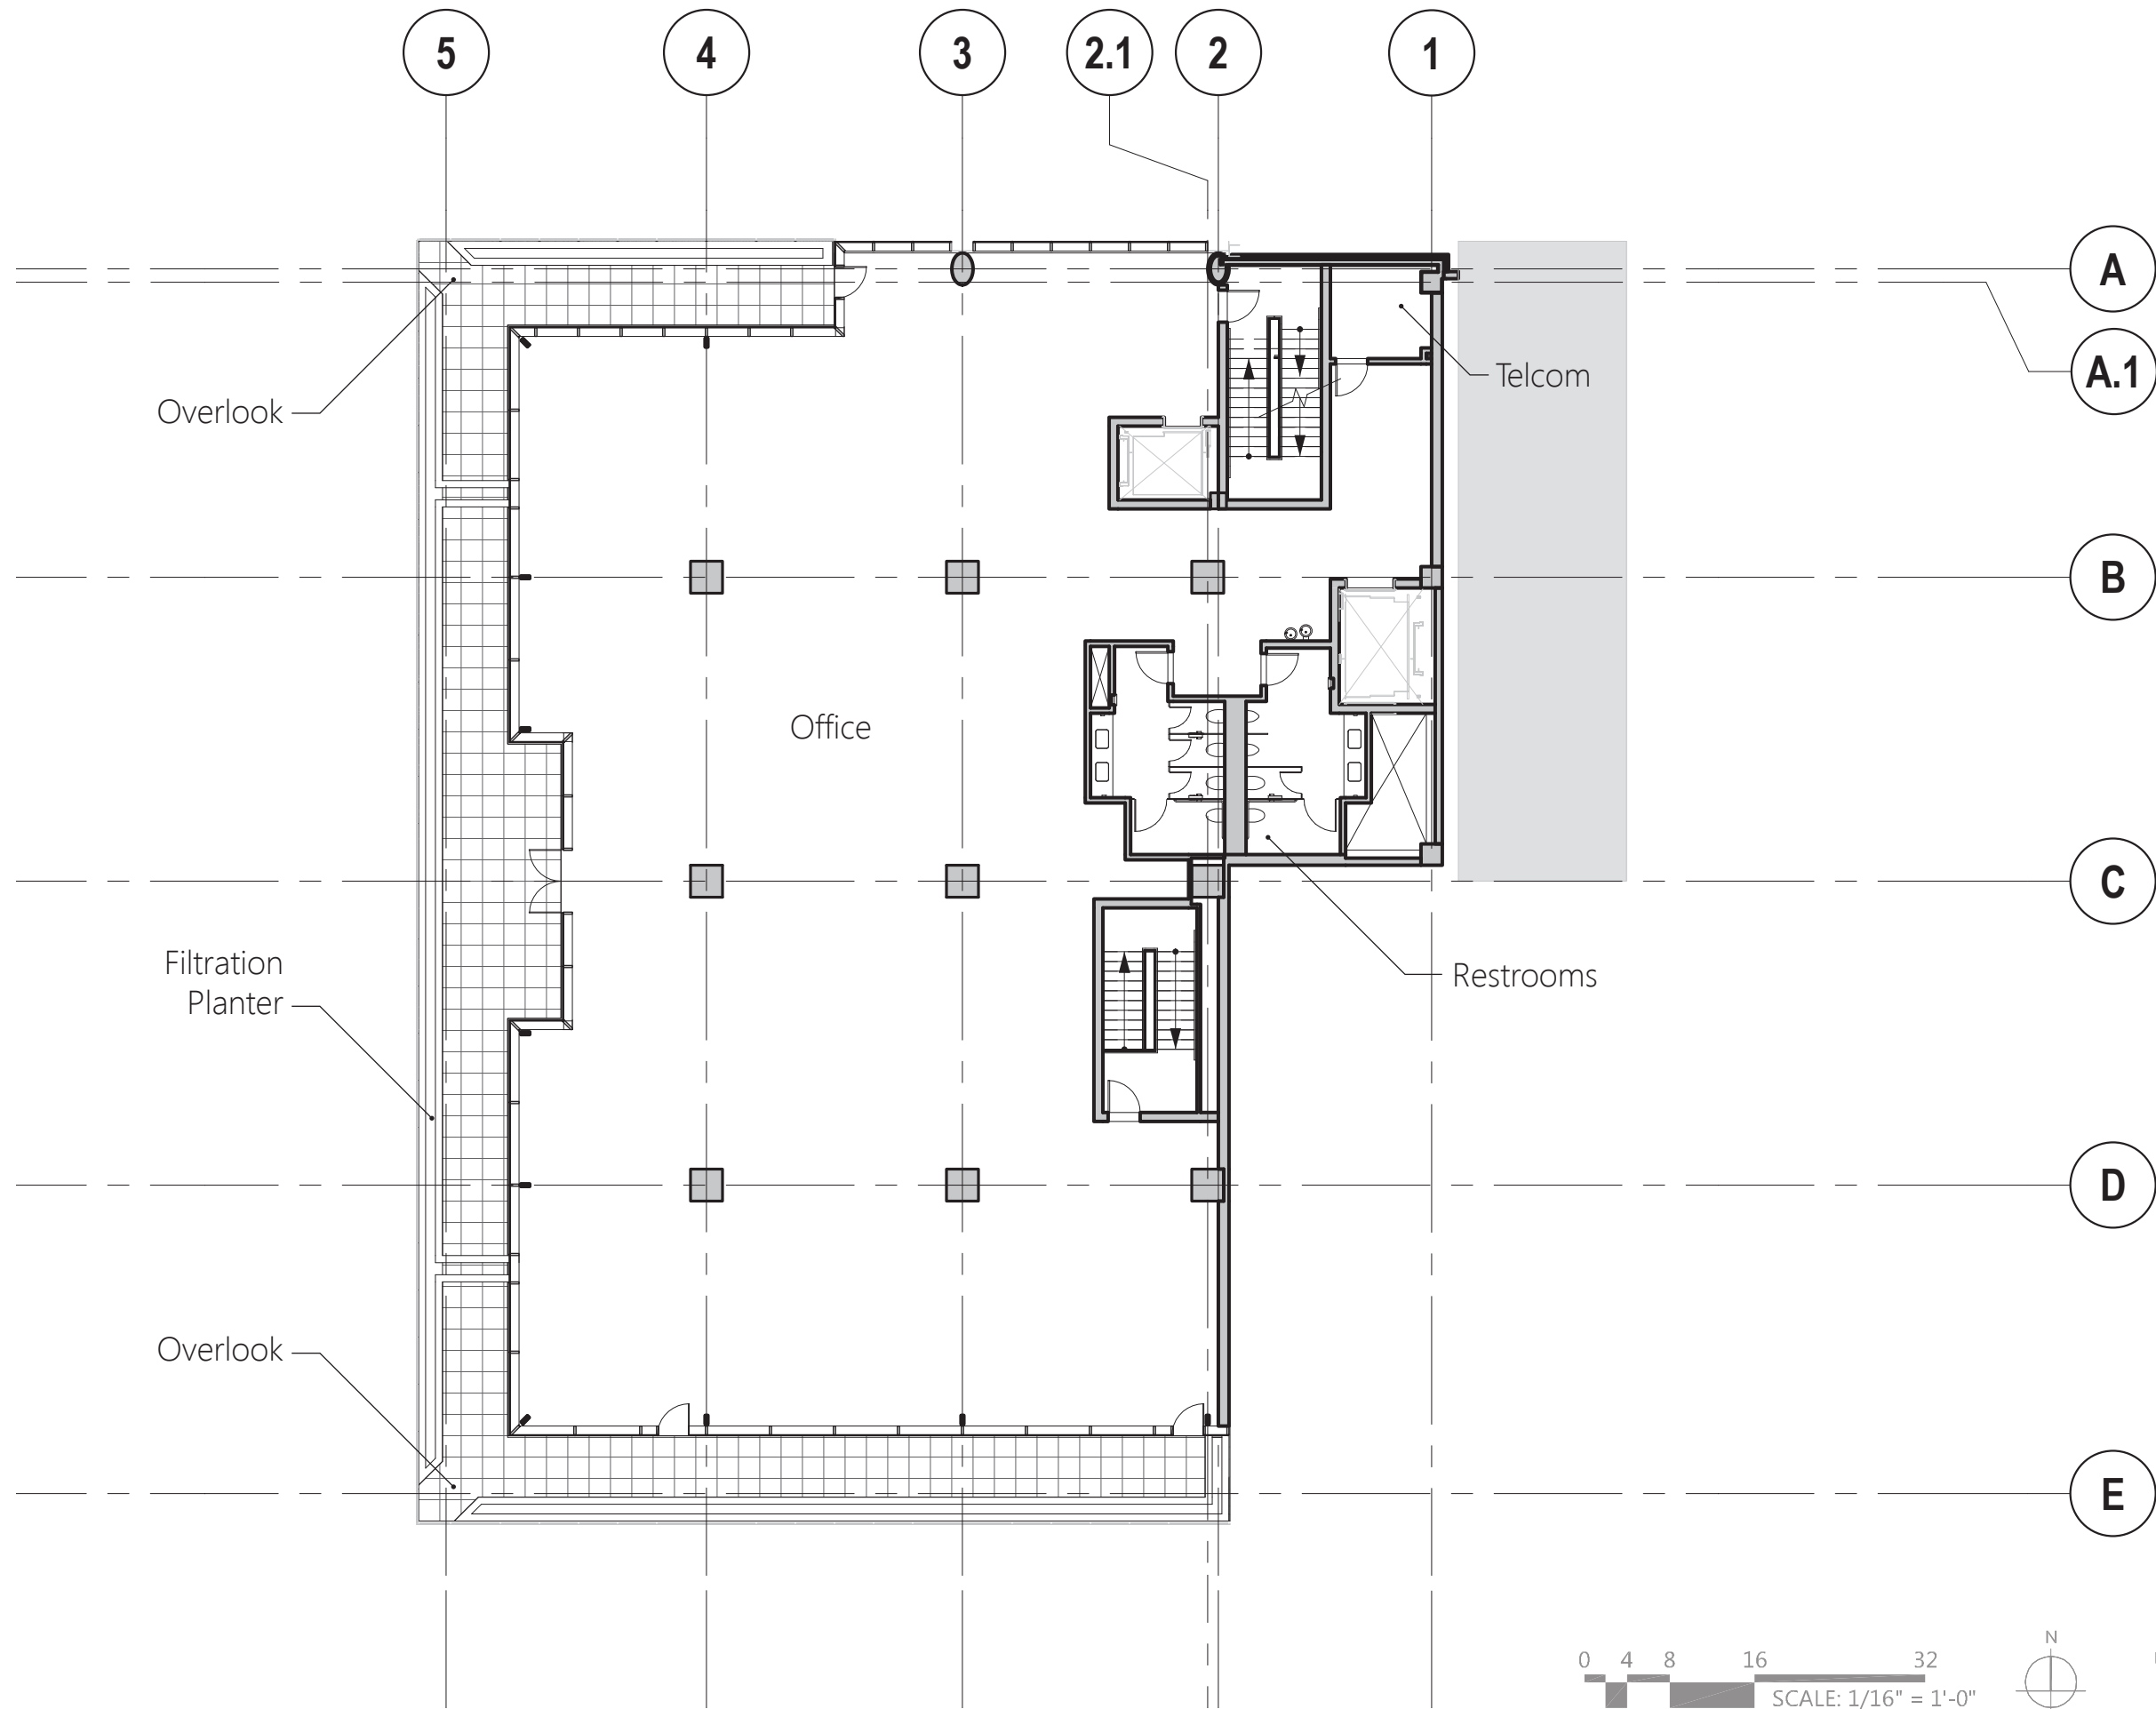 5 4 3 2.1 2 1
A
A.1
Telcom
Overlook
B
Office
C
Filtration
Planter
Restrooms
D
Overlook
E
N
0 4 8 16 32
SCALE: 1/16" = 1'-0"